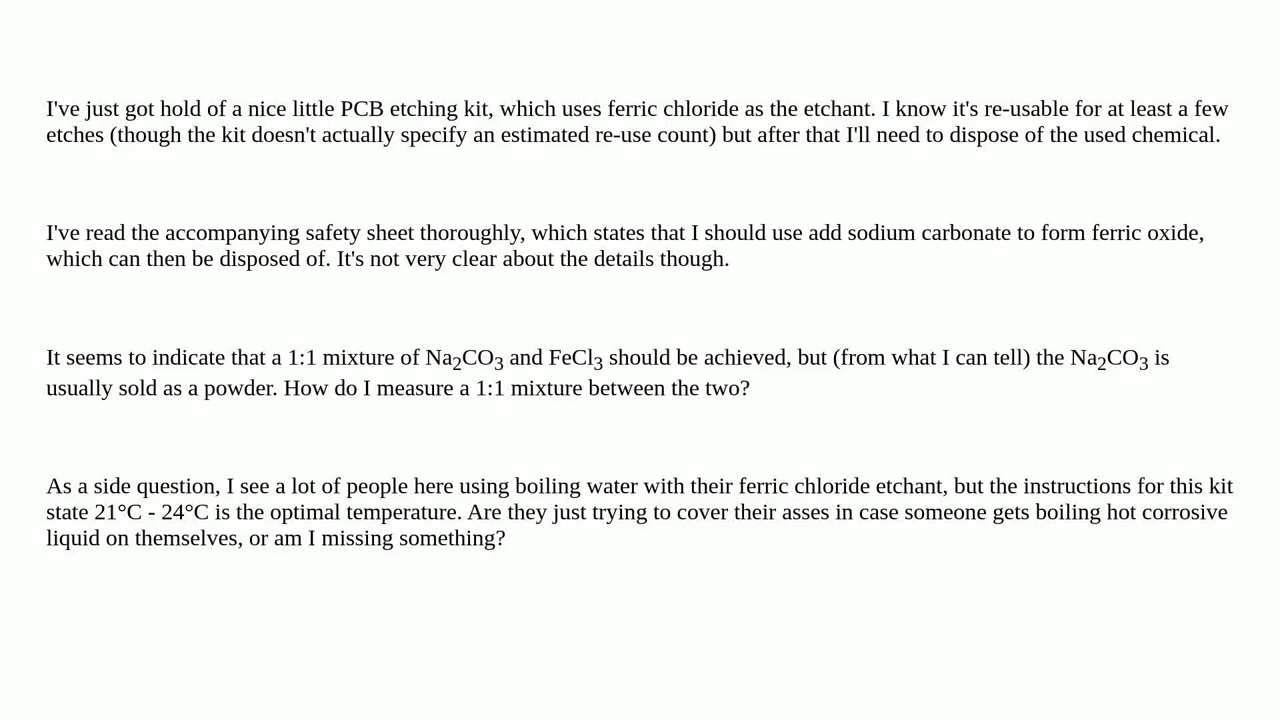 I've just got hold of a nice little PCB etching kit, which uses ferric chloride as the etchant. I know it's re-usable for at least a few
etches (though the kit doesn't actually specify an estimated re-use count) but after that I'll need to dispose of the used chemical.
I've read the accompanying safety sheet thoroughly, which states that I should use add sodium carbonate to form ferric oxide,
which can then be disposed of. It's not very clear about the details though.
It seems to indicate that a 1:1 mixture of Na2CO3 and FeCl3 should be achieved, but (from what I can tell) the Na2CO3 is
usually sold as a powder. How do I measure a 1:1 mixture between the two?
As a side question, I see a lot of people here using boiling water with their ferric chloride etchant, but the instructions for this kit
state 21°C - 24°C is the optimal temperature. Are they just trying to cover their asses in case someone gets boiling hot corrosive
liquid on themselves, or am I missing something?